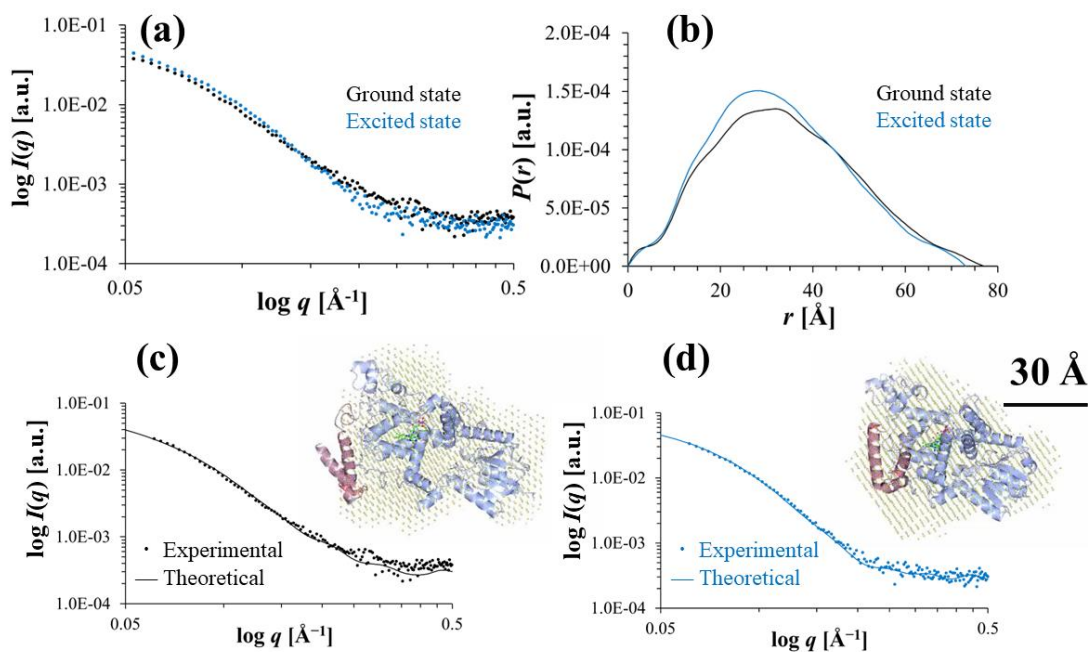 (a)
log I(q) [a.u.]
1.0E-01
1.0E-02
1.0E-03
1.0E-04
Ground state
Excited state
0.05
0.5
log q [Å⁻¹]
(b)
P(r) [a.u.]
2.0E-04
1.5E-04
1.0E-04
5.0E-05
0.0E+00
Ground state
Excited state
0 20 40 60 80
r [Å]
(c)
log I(q) [a.u.]
1.0E-01
1.0E-02
1.0E-03
1.0E-04
Experimental
Theoretical
0.05
0.5
log q [Å⁻¹]
(d)
30 Å
log I(q) [a.u.]
1.0E-01
1.0E-02
1.0E-03
1.0E-04
Experimental
Theoretical
0.05
0.5
log q [Å⁻¹]